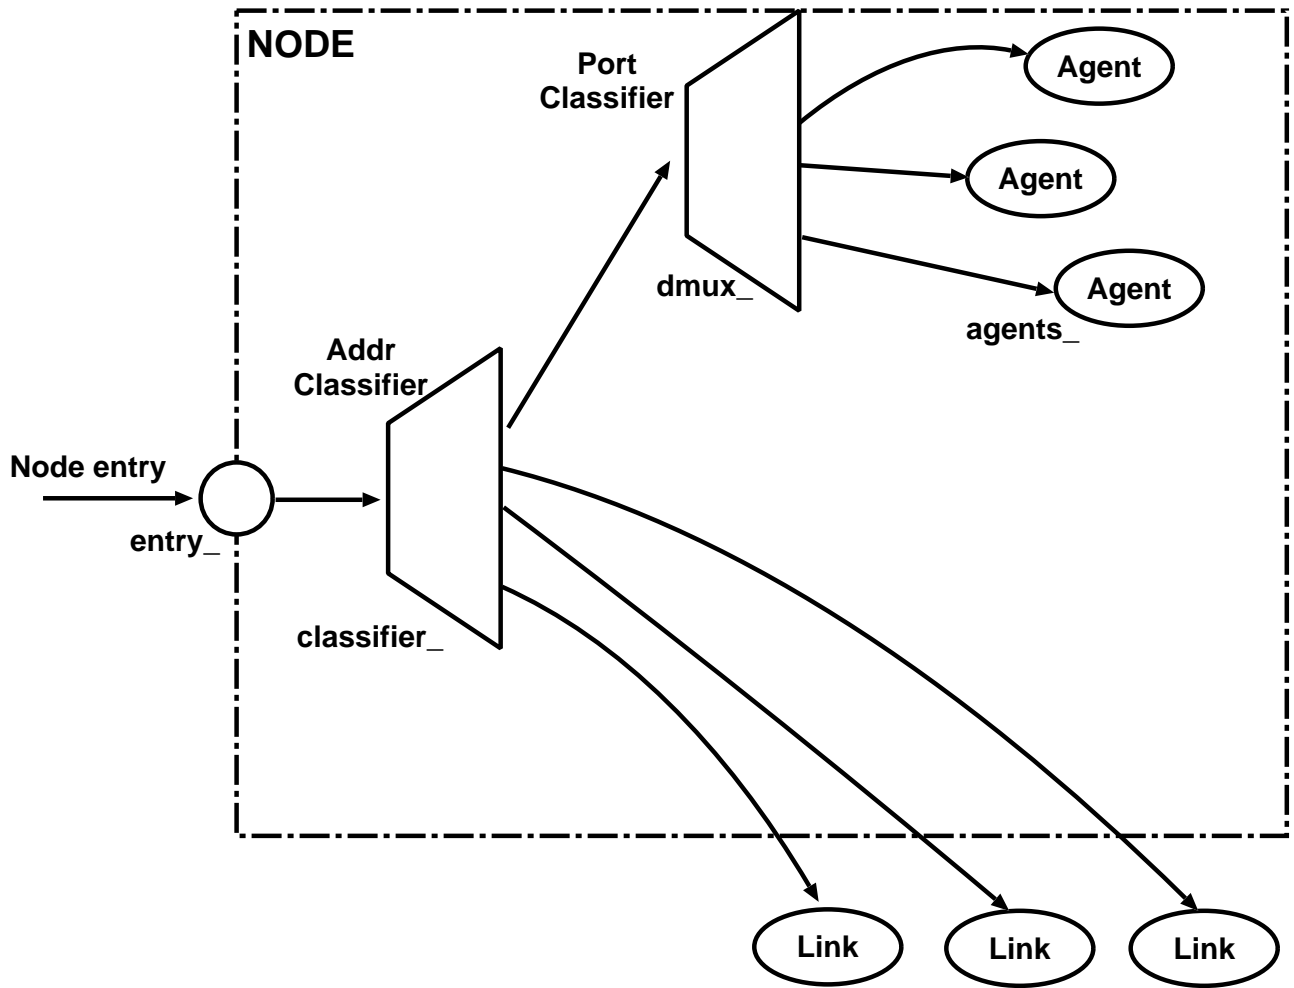 NODE
Port
Classifier
Agent
Agent
dmux_
Agent
agents_
Addr
Classifier
Node entry
entry_
classifier_
Link
Link
Link